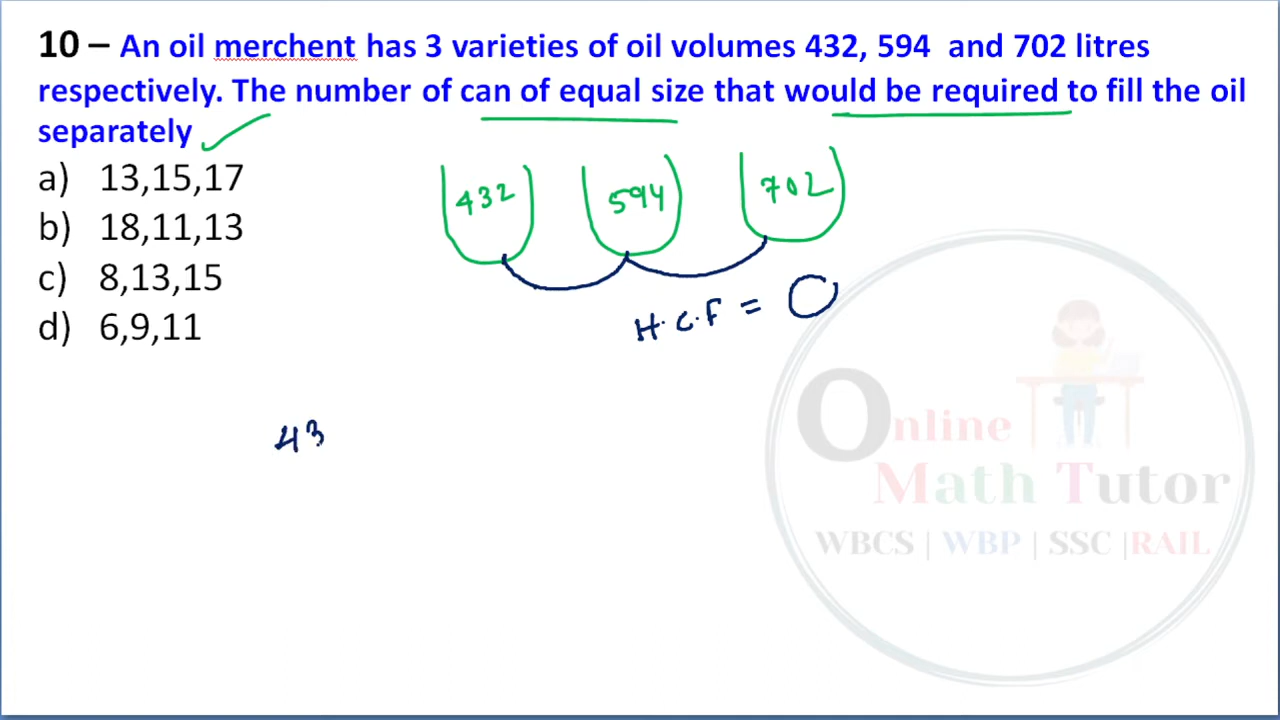 10 – An oil merchent has 3 varieties of oil volumes 432, 594 and 702 litres
respectively. The number of can of equal size that would be required to fill the oil
separately
a) 13,15,17
b) 18,11,13
c) 8,13,15
d) 6,9,11
432 594 702
H.C.F =
43
Online
Math Tutor
WBCS | WBP | SSC |RAIL